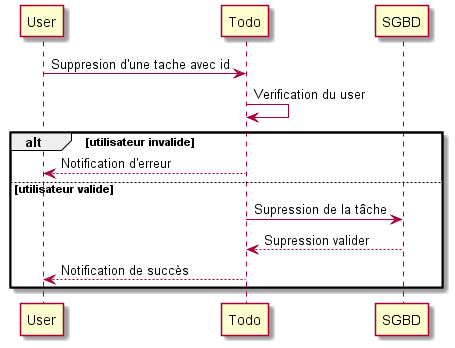 User Todo SGBD
Suppresion d'une tache avec id
Verification du user
alt [utilisateur invalide]
Notification d'erreur
[utilisateur valide]
Supression de la tâche
Supression valider
Notification de succès
User Todo SGBD